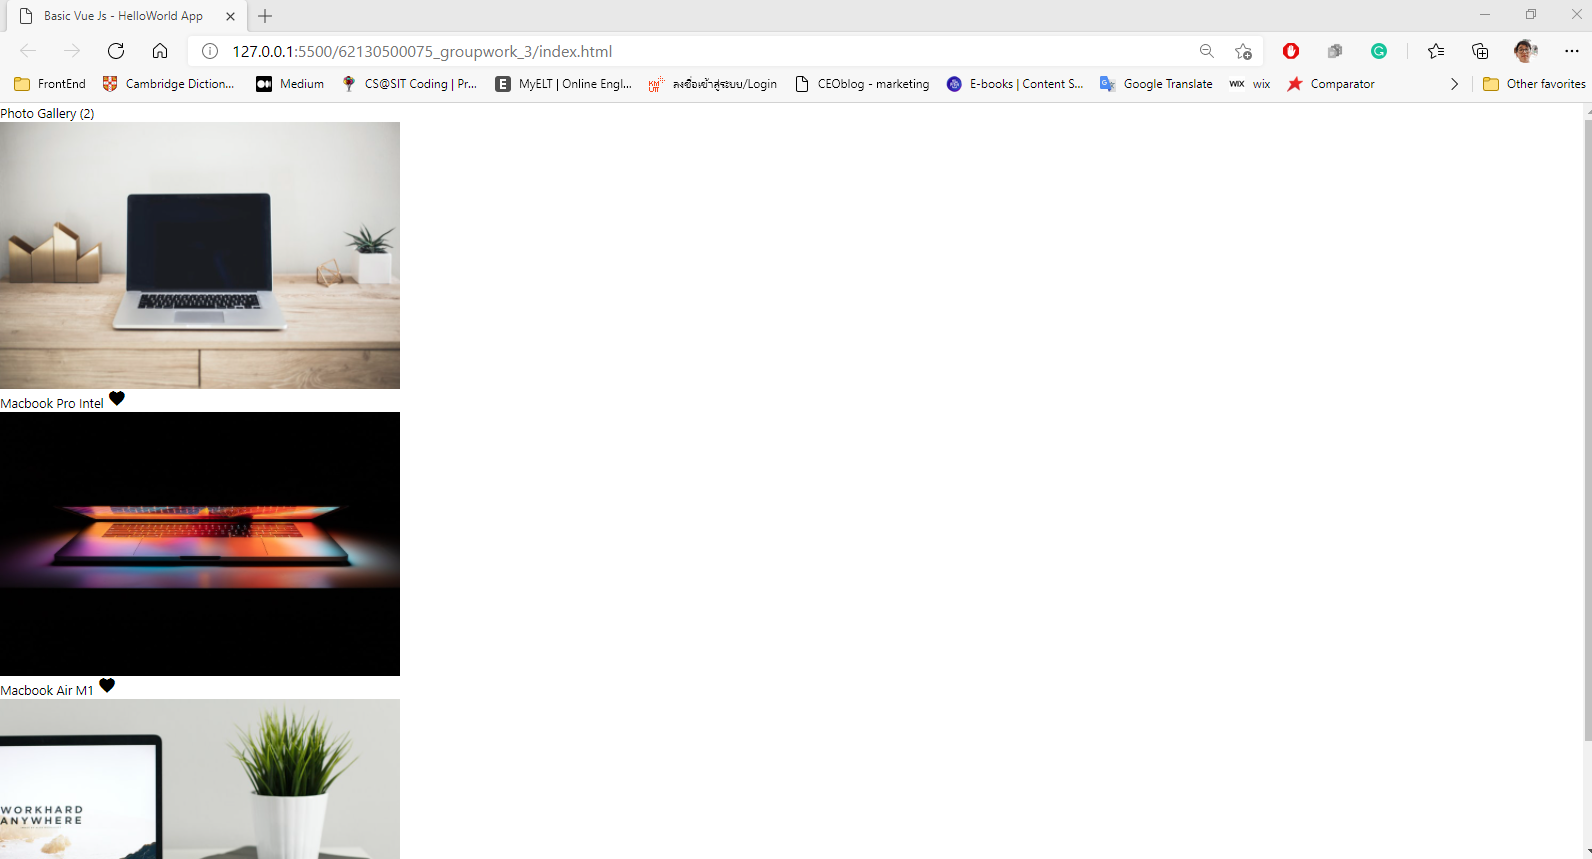 Basic Vue Js - HelloWorld App
127.0.0.1:5500/62130500075_groupwork_3/index.html
FrontEnd Cambridge Diction... Medium CS@SIT Coding | Pr... E MyELT | Online Engl... ลงชื่อเข้าสู่ระบบ/Login CEOblog - marketing E-books | Content S... Google Translate WiX wix Comparator Other favorites
Photo Gallery (2)
Macbook Pro Intel
Macbook Air M1
WORKHARD
ANYWHERE